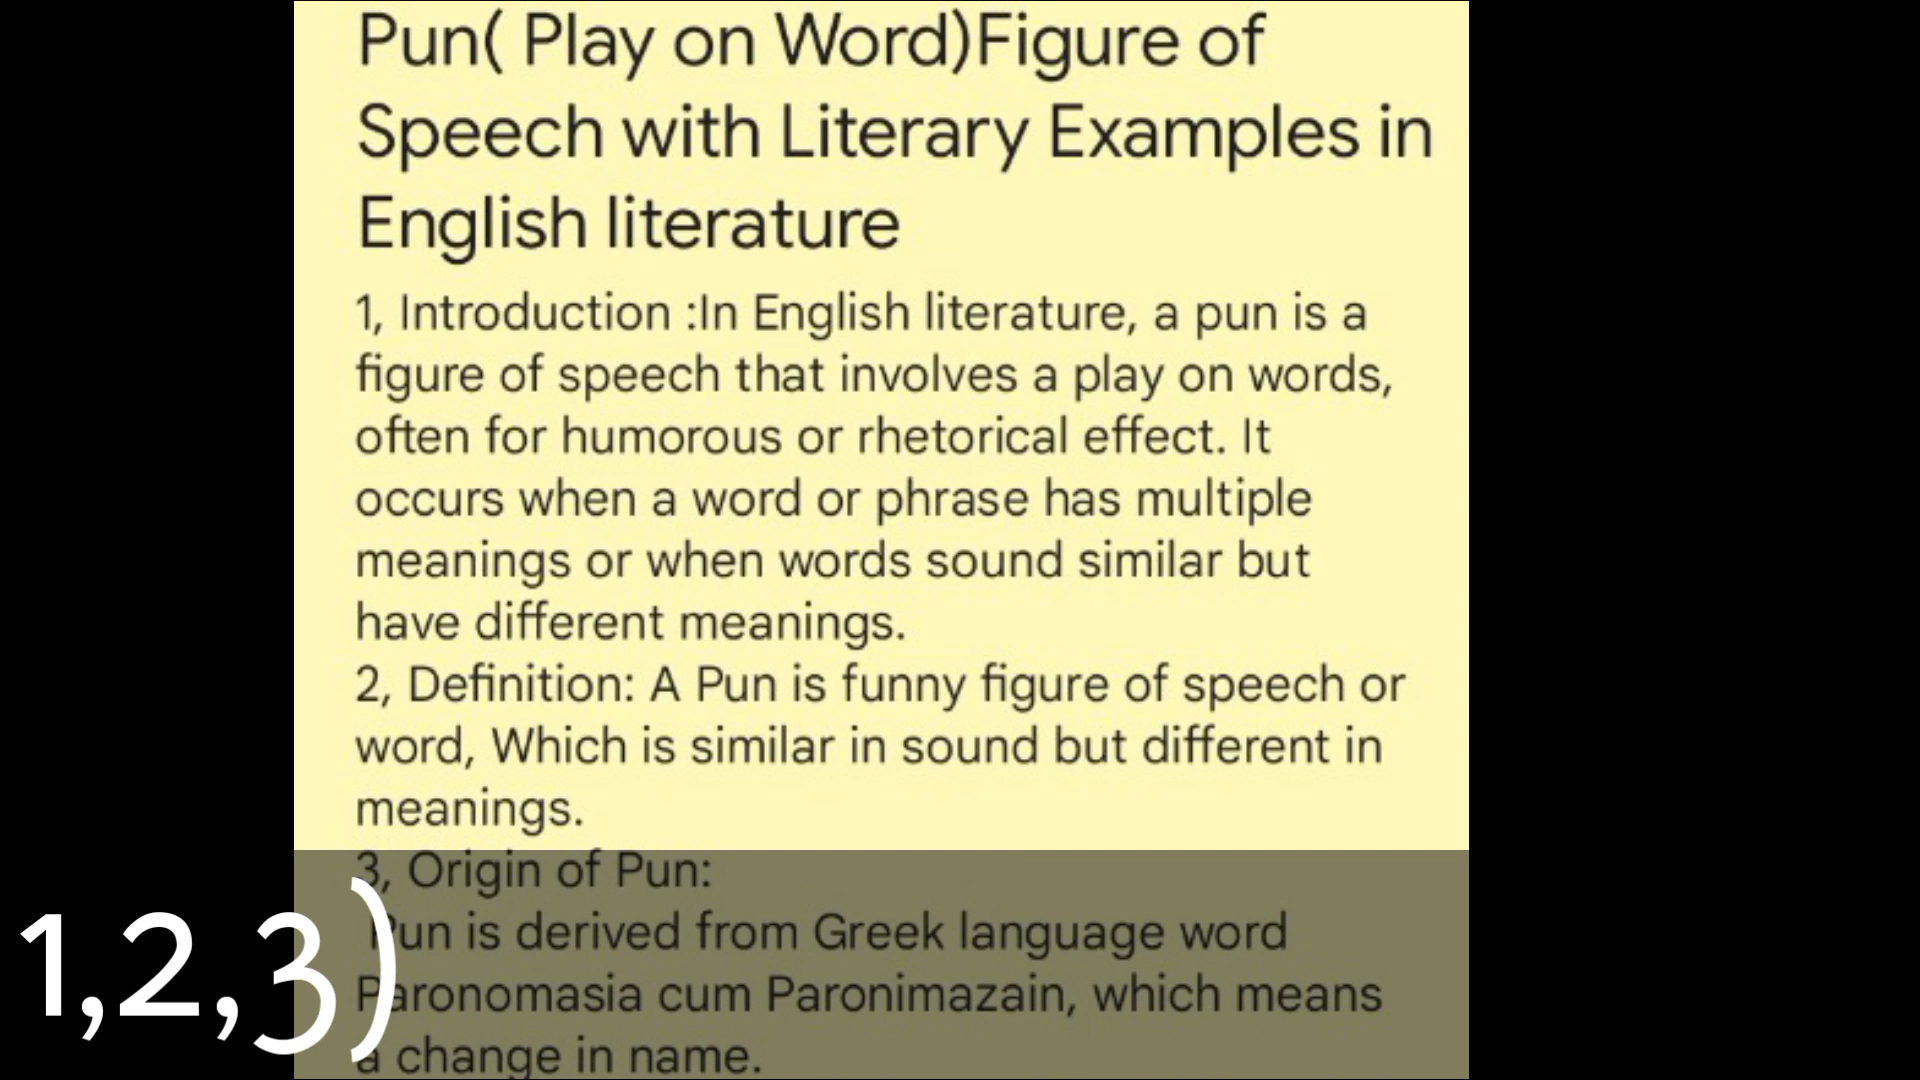 Pun( Play on Word)Figure of
Speech with Literary Examples in
English literature
1, Introduction :In English literature, a pun is a
figure of speech that involves a play on words,
often for humorous or rhetorical effect. It
occurs when a word or phrase has multiple
meanings or when words sound similar but
have different meanings.
2, Definition: A Pun is funny figure of speech or
word, Which is similar in sound but different in
meanings.
3, Origin of Pun:
Pun is derived from Greek language word
Paronomasia cum Paronimazain, which means
a change in name.
1,2,3)